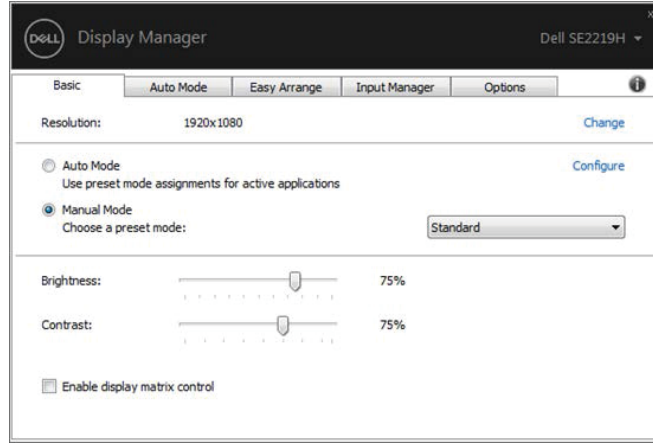 x
DELL Display Manager Dell SE2219H
Basic Auto Mode Easy Arrange Input Manager Options i
Resolution: 1920x1080 Change
Auto Mode Configure
Use preset mode assignments for active applications
Manual Mode
Choose a preset mode: Standard
Brightness: 75%
Contrast: 75%
Enable display matrix control